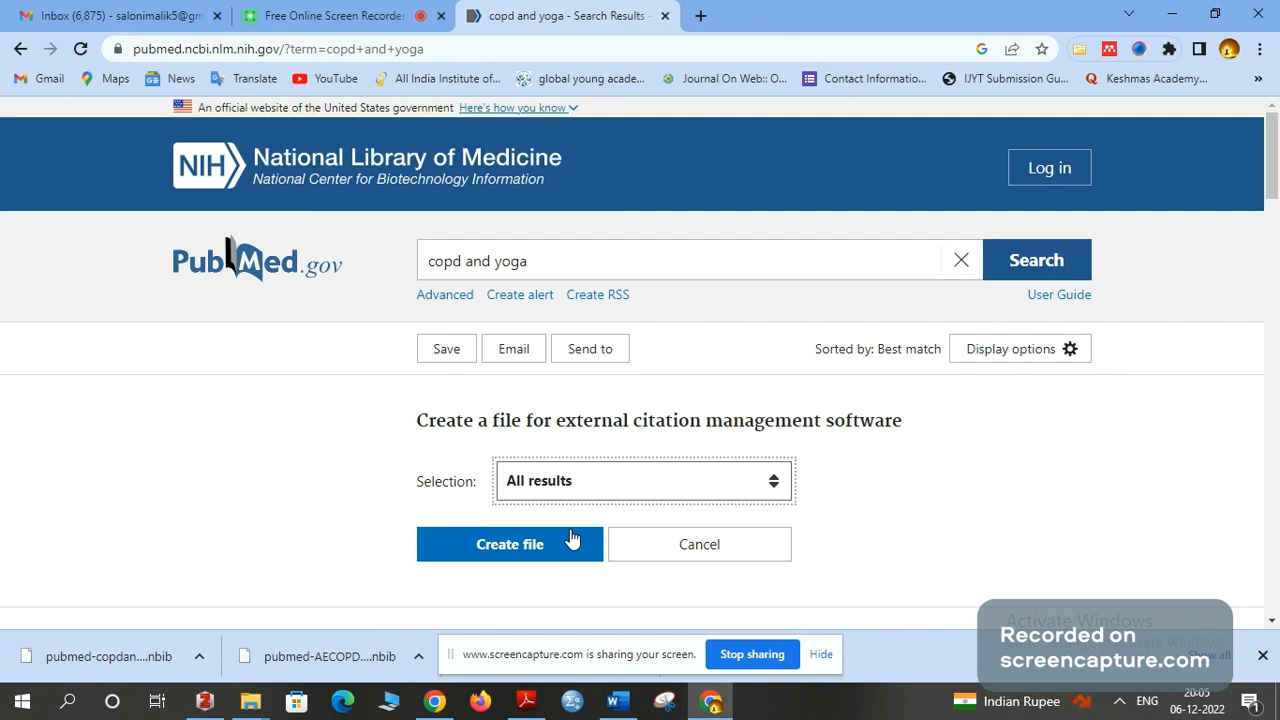 Inbox (6,875) - salonimalik5@gm
Free Online Screen Recorder
copd and yoga - Search Results -
pubmed.ncbi.nlm.nih.gov/?term=copd+and+yoga
Gmail
Maps
News
Translate
YouTube
All India Institute of...
global young acade...
Journal On Web:: O...
Contact Informatio...
IJYT Submission Gu...
Keshmas Academy...
»
An official website of the United States government Here's how you know
NIH National Library of Medicine
National Center for Biotechnology Information
Log in
PubMed.gov
copd and yoga
Search
Advanced Create alert Create RSS
User Guide
Save
Email
Send to
Sorted by: Best match
Display options
Create a file for external citation management software
Selection: All results
Create file
Cancel
Activate Windows
Recorded on
screencapture.com
pubmed-copdan....nbib
pubmed-AECOPD....nbib
www.screencapture.com is sharing your screen.
Stop sharing
Hide
Show all
Indian Rupee
ENG
20:05
06-12-2022
1